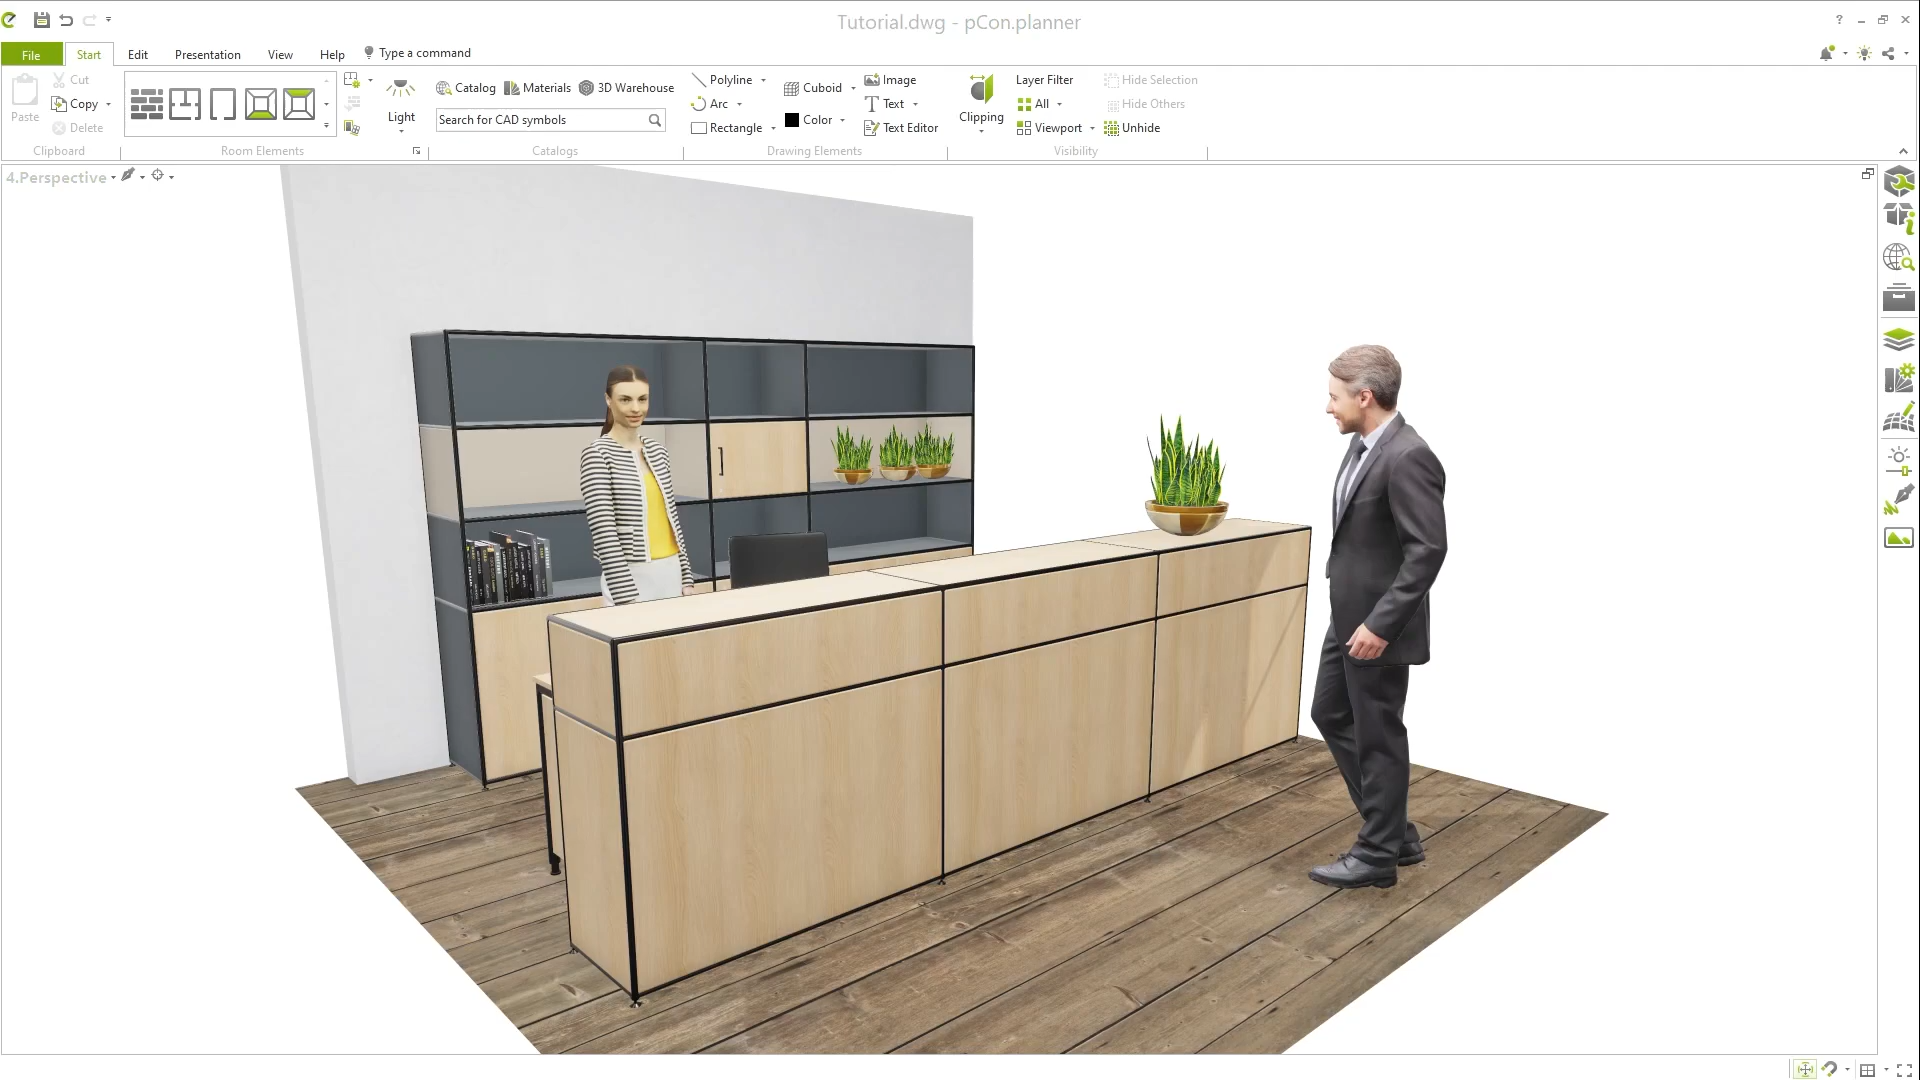 Tutorial.dwg - pCon.planner
?
File Start Edit Presentation View Help Type a command
Paste
Cut
Copy
Delete
Clipboard
Room Elements
Light
Catalog Materials 3D Warehouse
Search for CAD symbols
Catalogs
Polyline
Arc
Rectangle
Cuboid
Color
Image
Text
Text Editor
Drawing Elements
Clipping
Layer Filter
All
Viewport
Hide Selection
Hide Others
Unhide
Visibility
4.Perspective